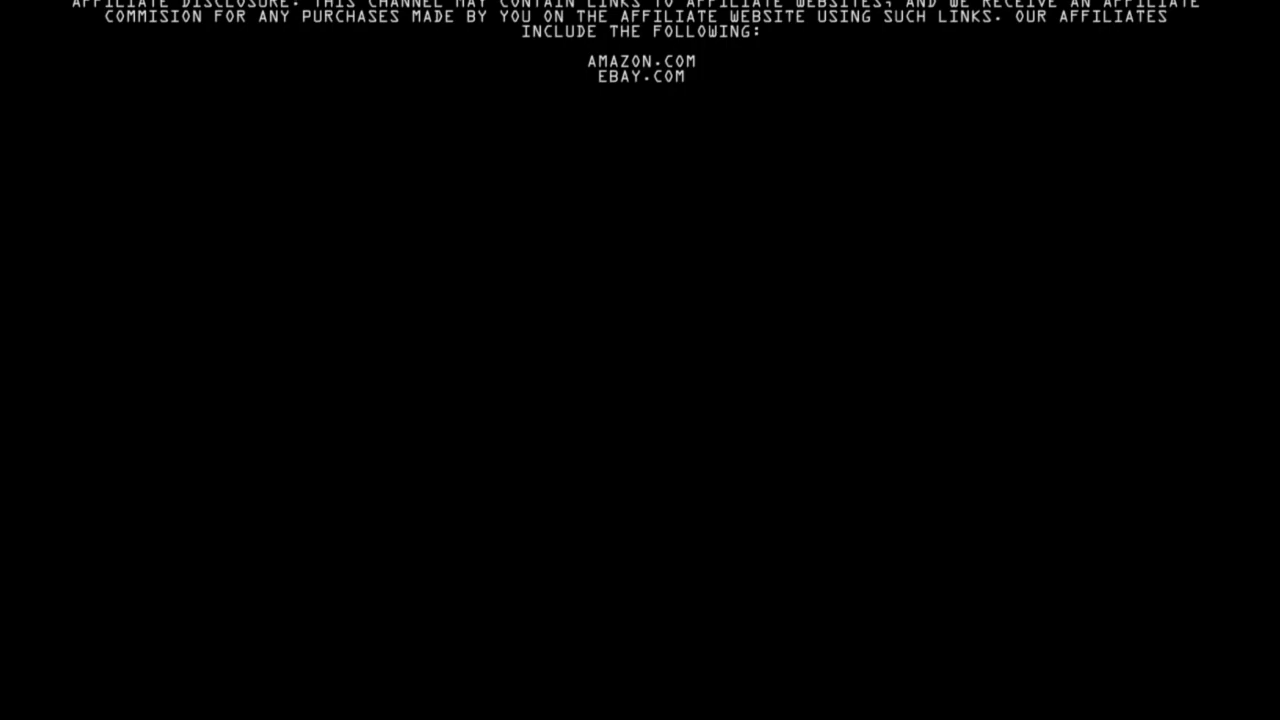 AFFILIATE DISCLOSURE: THIS CHANNEL MAY CONTAIN LINKS TO AFFILIATE WEBSITES, AND WE RECEIVE AN AFFILIATE
COMMISION FOR ANY PURCHASES MADE BY YOU ON THE AFFILIATE WEBSITE USING SUCH LINKS. OUR AFFILIATES
INCLUDE THE FOLLOWING:
AMAZON.COM
EBAY.COM